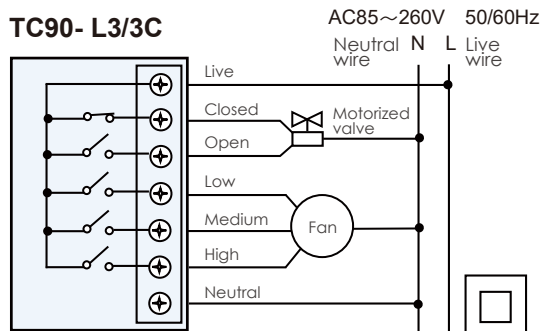 TC90- L3/3C
AC85～260V 50/60Hz
Neutral wire N L Live wire
Live
Closed
Motorized valve
Open
Low
Medium
Fan
High
Neutral